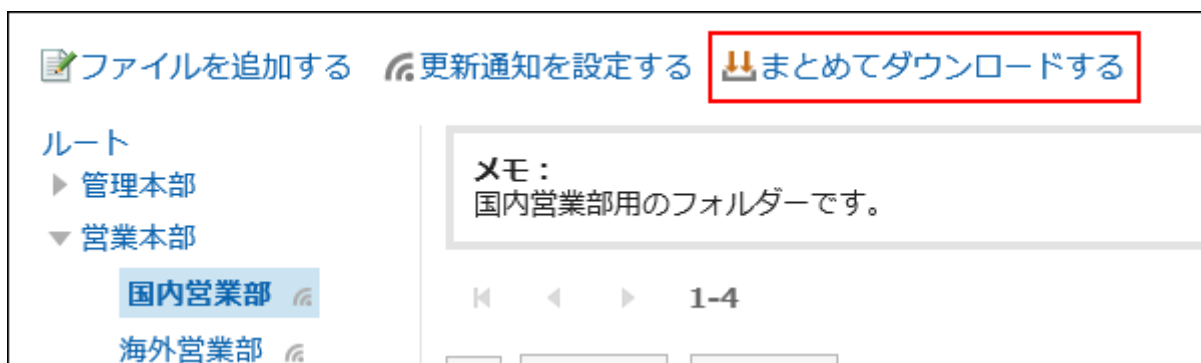 ファイルを追加する 更新通知を設定する まとめてダウンロードする
ルート
管理本部
営業本部
国内営業部
海外営業部
メモ：
国内営業部用のフォルダーです。
1-4